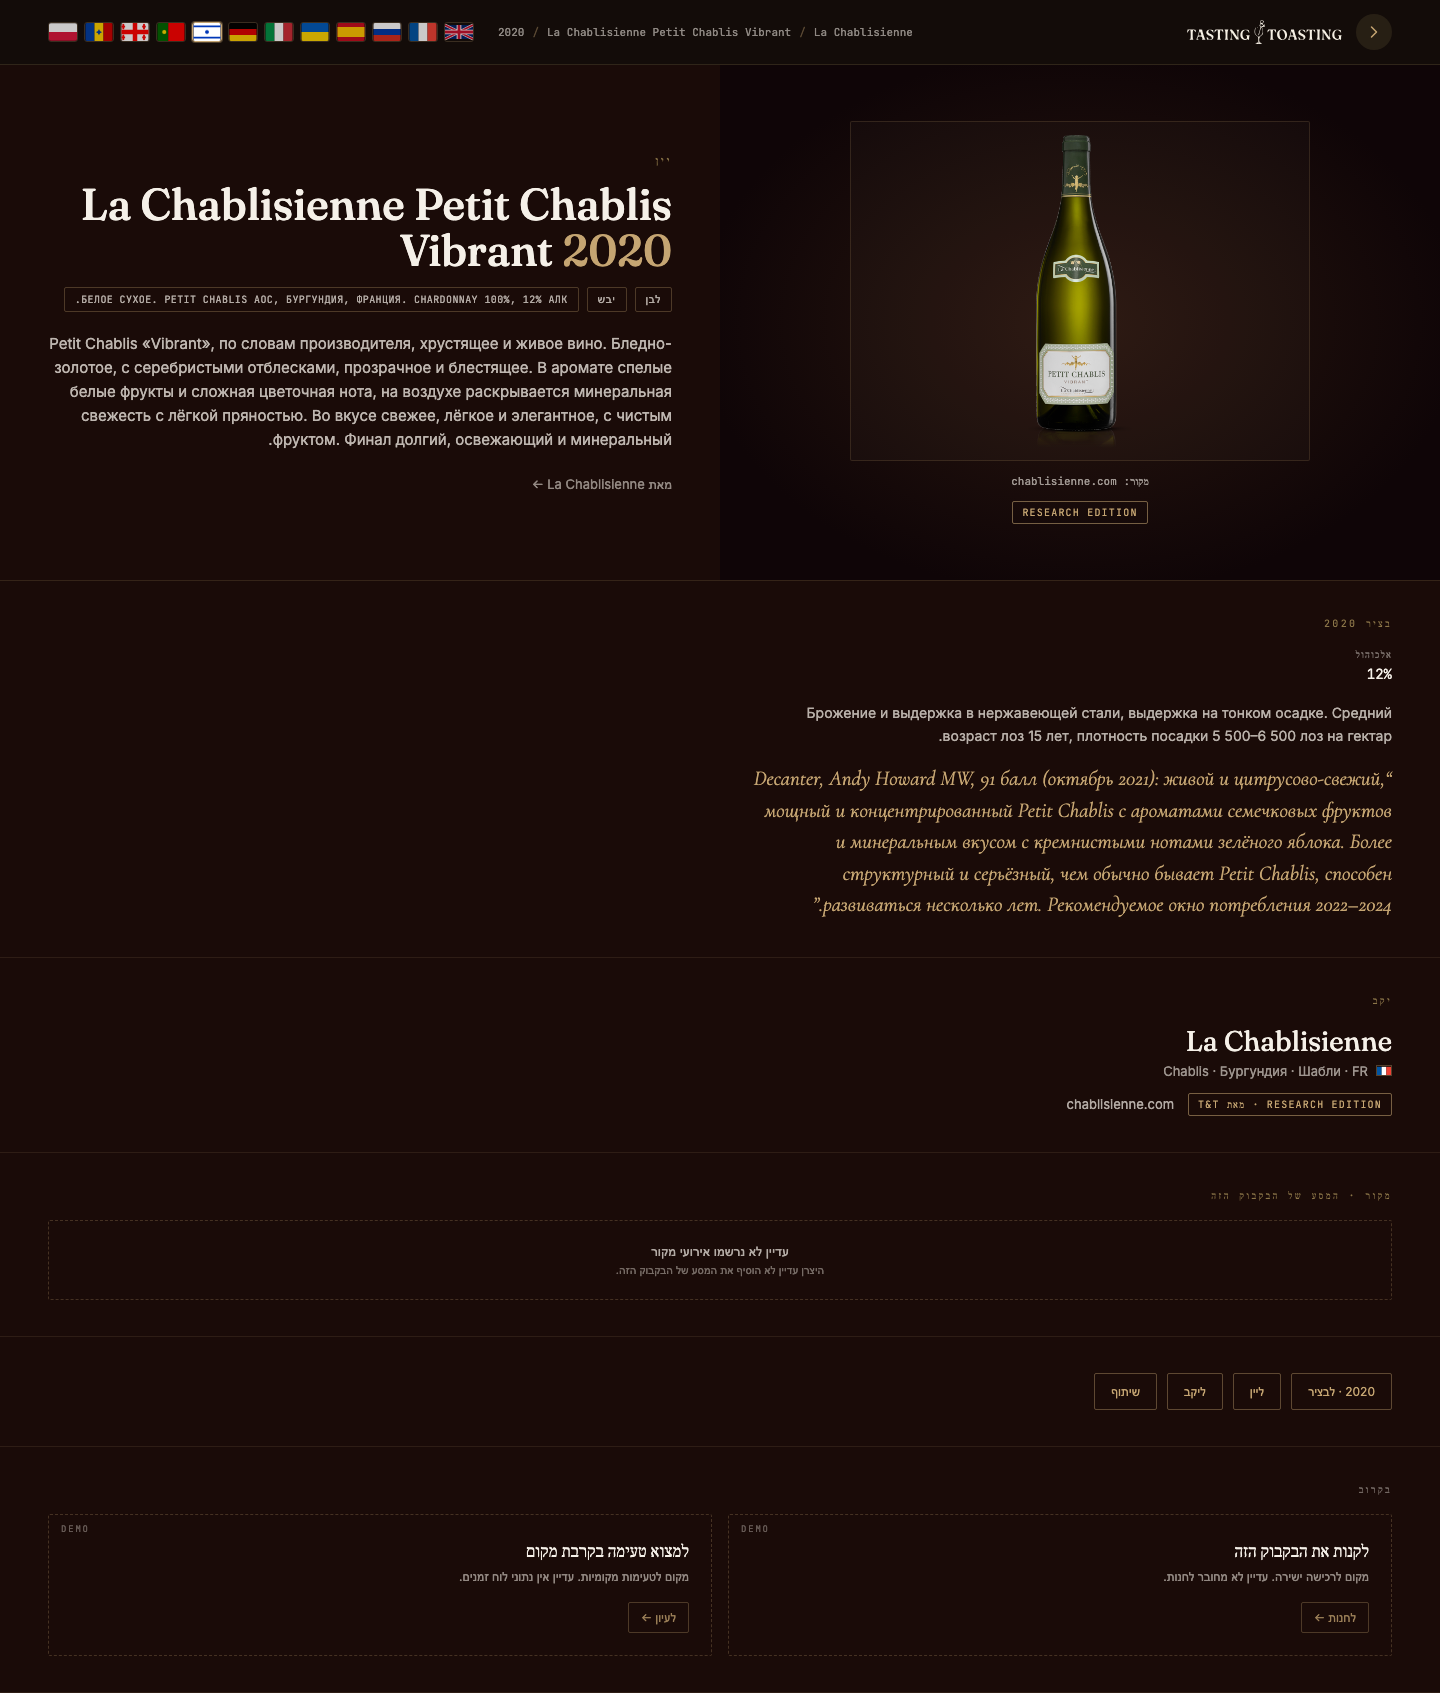 2020 / La Chablisienne Petit Chablis Vibrant / La Chablisienne
TASTING TOASTING
יין
La Chablisienne Petit Chablis
Vibrant 2020
לבן
יבש
БЕЛОЕ СУХОЕ. PETIT CHABLIS AOC, БУРГУНДИЯ, ФРАНЦИЯ. CHARDONNAY 100%, 12% АЛК.
Petit Chablis «Vibrant», по словам производителя, хрустящее и живое вино. Бледно-
золотое, с серебристыми отблесками, прозрачное и блестящее. В аромате спелые
белые фрукты и сложная цветочная нота, на воздухе раскрывается минеральная
свежесть с лёгкой пряностью. Во вкусе свежее, лёгкое и элегантное, с чистым
фруктом. Финал долгий, освежающий и минеральный.
מאת La Chablisienne ←
PETIT CHABLIS
VIBRANT
מקור: chablisienne.com
RESEARCH EDITION
בציר 2020
אלכוהול
12%
Брожение и выдержка в нержавеющей стали, выдержка на тонком осадке. Средний
возраст лоз 15 лет, плотность посадки 5 500–6 500 лоз на гектар.
“Decanter, Andy Howard MW, 91 балл (октябрь 2021): живой и цитрусово-свежий,
мощный и концентрированный Petit Chablis с ароматами семечковых фруктов
и минеральным вкусом с кремнистыми нотами зелёного яблока. Более
структурный и серьёзный, чем обычно бывает Petit Chablis, способен
развиваться несколько лет. Рекомендуемое окно потребления 2022–2024.”
יקב
La Chablisienne
Chablis · Бургундия · Шабли · FR
RESEARCH EDITION · מאת T&T
chablisienne.com
מקור · המסע של הבקבוק הזה
עדיין לא נרשמו אירועי מקור
היצרן עדיין לא הוסיף את המסע של הבקבוק הזה.
2020 · לבציר
ליין
ליקב
שיתוף
בקרוב
DEMO
לקנות את הבקבוק הזה
מקום לרכישה ישירה. עדיין לא מחובר לחנות.
לחנות ←
DEMO
למצוא טעימה בקרבת מקום
מקום לטעימות מקומיות. עדיין אין נתוני לוח זמנים.
לעיון ←